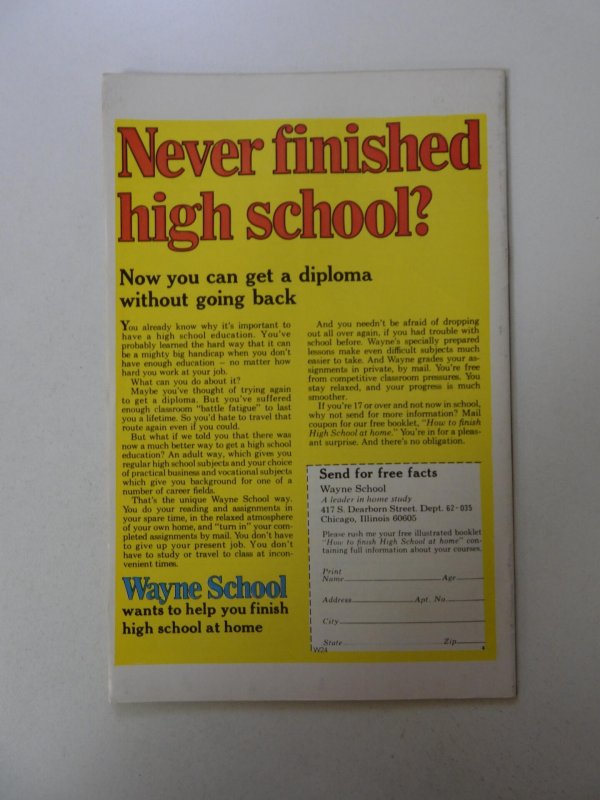 Never finished
high school?
Now you can get a diploma
without going back
You already know why it's important to
have a high school education. You've
probably learned the hard way that it can
be a mighty big handicap when you don't
have enough education – no matter how
hard you work at your job.
What can you do about it?
Maybe you've thought of trying again
to get a diploma. But you've suffered
enough classroom "battle fatigue" to last
you a lifetime. So you'd hate to travel that
route again even if you could.
But what if we told you that there was
now a much better way to get a high school
education? An adult way, which gives you
regular high school subjects and your choice
of practical business and vocational subjects
which give you background for one of a
number of career fields.
That's the unique Wayne School way.
You do your reading and assignments in
your spare time, in the relaxed atmosphere
of your own home, and "turn in" your com-
pleted assignments by mail. You don't have
to give up your present job. You don't
have to study or travel to class at incon-
venient times.
Wayne School
wants to help you finish
high school at home
And you needn't be afraid of dropping
out all over again, if you had trouble with
school before. Wayne's specially prepared
lessons make even difficult subjects much
easier to take. And Wayne grades your as-
signments in private, by mail. You're free
from competitive classroom pressures. You
stay relaxed, and your progress is much
smoother.
If you're 17 or over and not now in school,
why not send for more information? Mail
coupon for our free booklet, "How to finish
High School at home." You're in for a pleas-
ant surprise. And there's no obligation.
Send for free facts
Wayne School
A leader in home study
417 S. Dearborn Street. Dept. 62-035
Chicago, Illinois 60605
Please rush me your free illustrated booklet
"How to finish High School at home" con-
taining full information about your courses.
Print
Name Age
Address Apt. No.
City
State Zip
W24